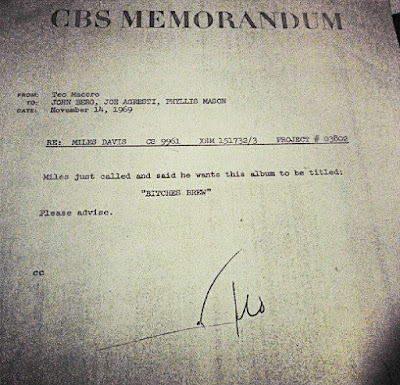 CBS MEMORANDUM
FROM: Teo Macero
TO: JOHN BERG, JOE AGRESTI, PHYLLIS MASON
DATE: November 14, 1969
RE: MILES DAVIS CS 9961 XSM 151732/3 PROJECT # 03802
Miles just called and said he wants this album to be titled:
"BITCHES BREW"
Please advise.
cc
Teo